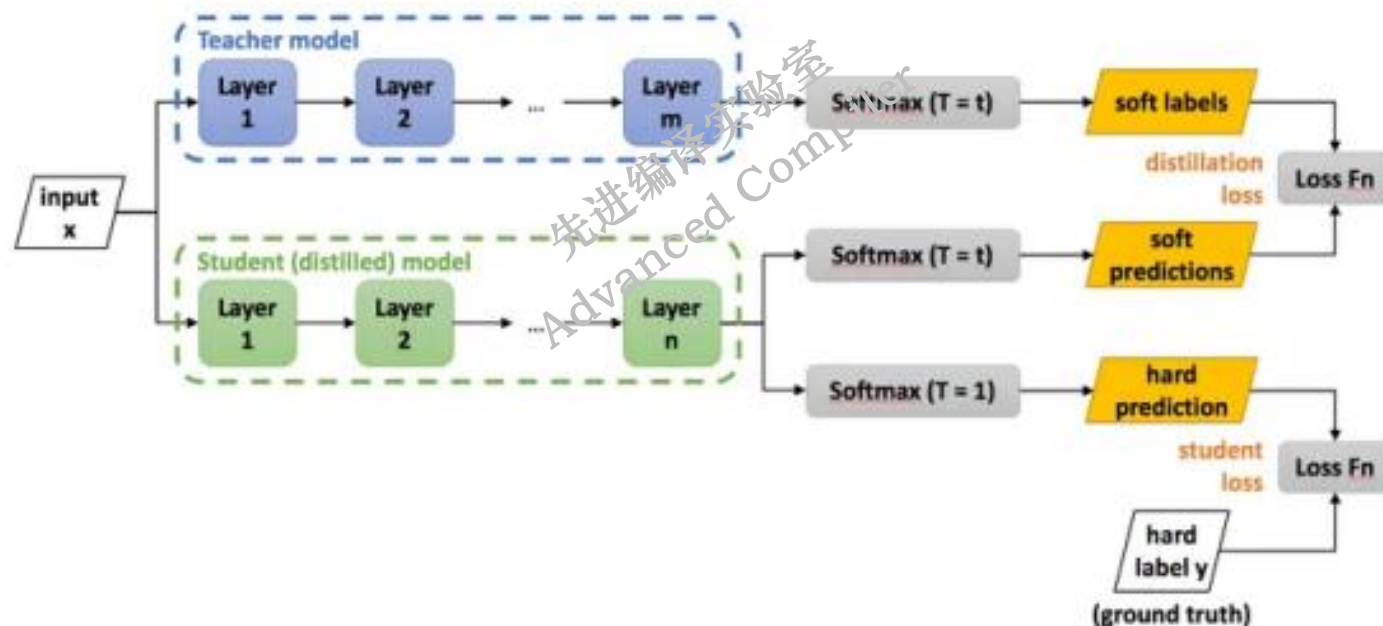 Teacher model
Layer
1
Layer
2
...
Layer
m
Softmax (T = t)
soft labels
input
x
distillation
loss
Loss Fn
Student (distilled) model
Layer
1
Layer
2
...
Layer
n
Softmax (T = t)
soft
predictions
Softmax (T = 1)
hard
prediction
student
loss
Loss Fn
hard
label y
(ground truth)
先进编译实验室
Advanced Compiler